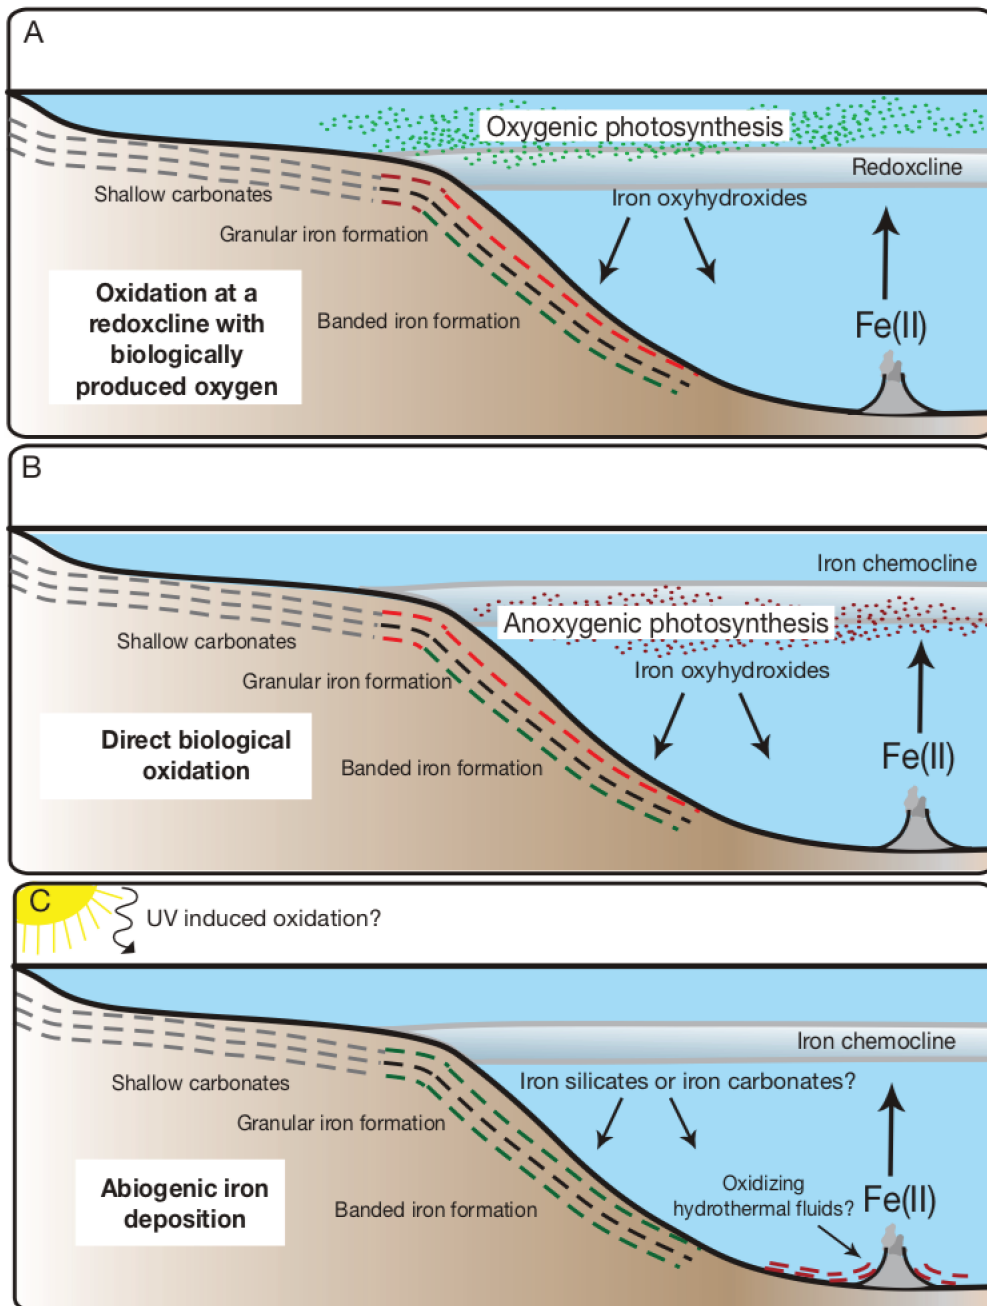 A
Oxygenic photosynthesis
Redoxcline
Shallow carbonates
Iron oxyhydroxides
Granular iron formation
Oxidation at a
redoxcline with
biologically
produced oxygen
Banded iron formation
Fe(II)
B
Iron chemocline
Anoxygenic photosynthesis
Shallow carbonates
Iron oxyhydroxides
Granular iron formation
Direct biological
oxidation
Banded iron formation
Fe(II)
C
UV induced oxidation?
Iron chemocline
Shallow carbonates
Iron silicates or iron carbonates?
Granular iron formation
Abiogenic iron
deposition
Banded iron formation
Oxidizing
hydrothermal fluids?
Fe(II)